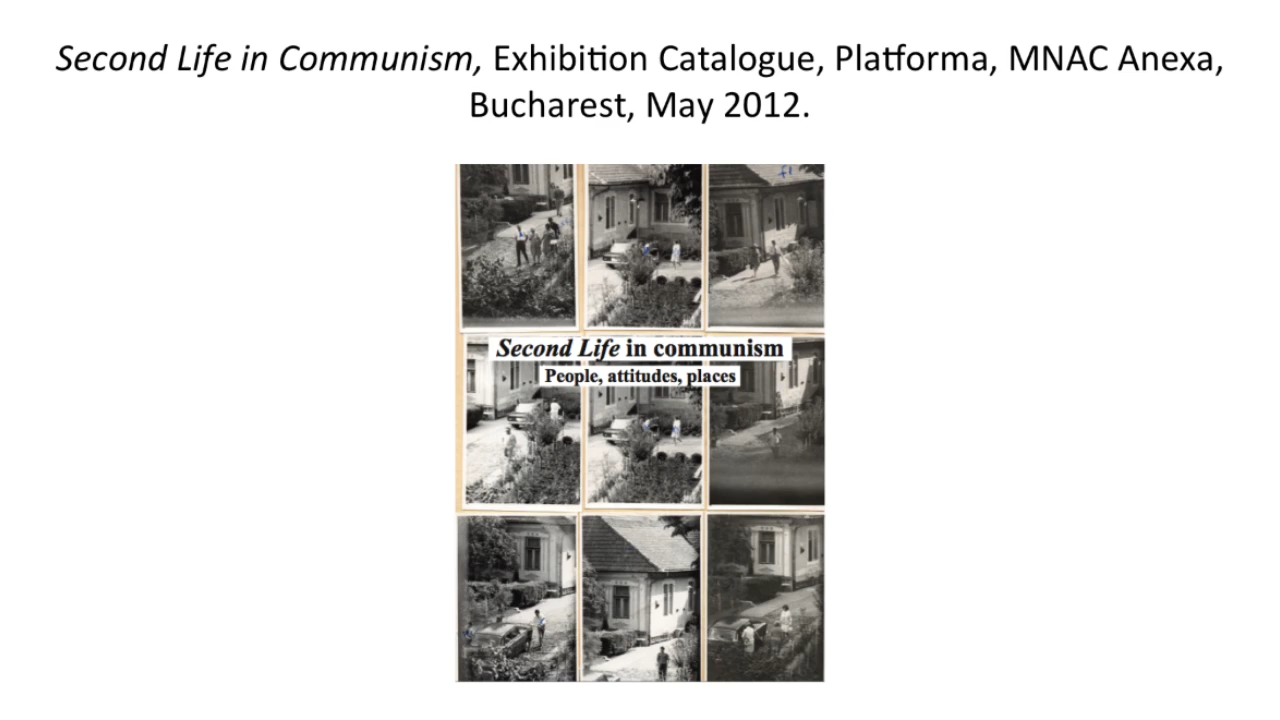 Second Life in Communism, Exhibition Catalogue, Platforma, MNAC Anexa,
Bucharest, May 2012.
Second Life in communism
People, attitudes, places